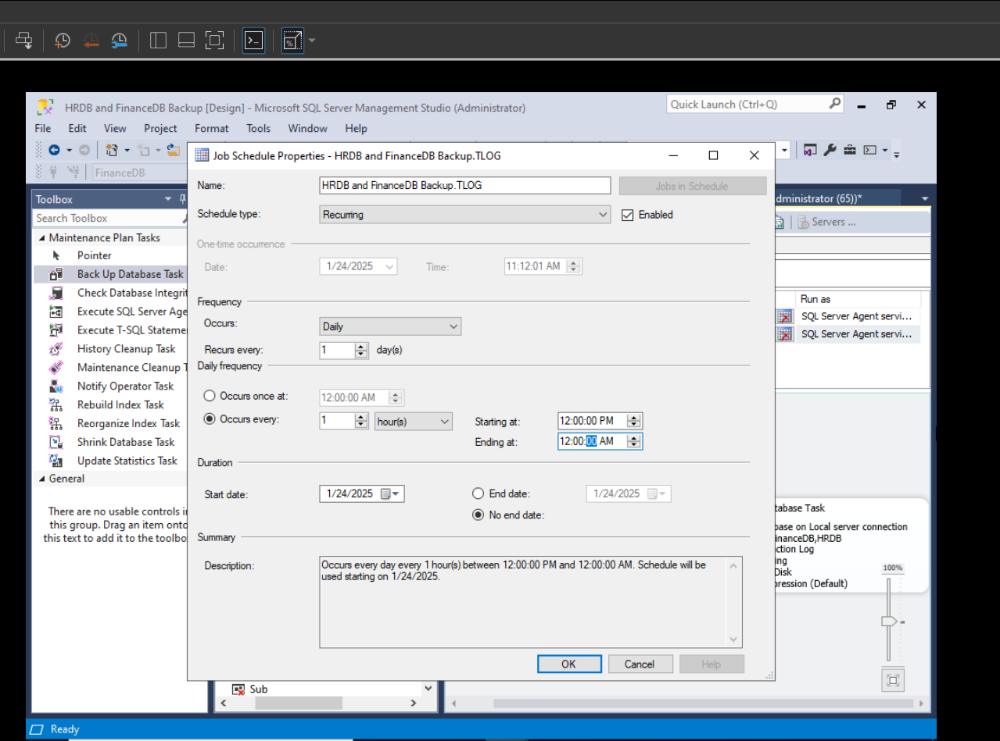 HRDB and FinanceDB Backup [Design] - Microsoft SQL Server Management Studio (Administrator)
Quick Launch (Ctrl+Q)
File Edit View Project Format Tools Window Help
FinanceDB
Job Schedule Properties - HRDB and FinanceDB Backup.TLOG
Name:
HRDB and FinanceDB Backup.TLOG
Jobs in Schedule
Schedule type:
Recurring
Enabled
One-time occurrence
Date:
1/24/2025
Time:
11:12:01 AM
Frequency
Occurs:
Daily
Recurs every:
1
day(s)
Daily frequency
Occurs once at:
12:00:00 AM
Occurs every:
1
hour(s)
Starting at:
12:00:00 PM
Ending at:
12:00:00 AM
Duration
Start date:
1/24/2025
End date:
1/24/2025
No end date:
Summary
Description:
Occurs every day every 1 hour(s) between 12:00:00 PM and 12:00:00 AM. Schedule will be
used starting on 1/24/2025.
OK
Cancel
Help
Toolbox
Search Toolbox
Maintenance Plan Tasks
Pointer
Back Up Database Task
Check Database Integrit
Execute SQL Server Age
Execute T-SQL Stateme
History Cleanup Task
Maintenance Cleanup T
Notify Operator Task
Rebuild Index Task
Reorganize Index Task
Shrink Database Task
Update Statistics Task
General
There are no usable controls i
this group. Drag an item onto
this text to add it to the toolbo
dministrator (65))*
Servers ...
Run as
SQL Server Agent servi...
SQL Server Agent servi...
tabase Task
base on Local server connection
inanceDB,HRDB
ction Log
ing
Disk
pression (Default)
100%
Sub
Ready